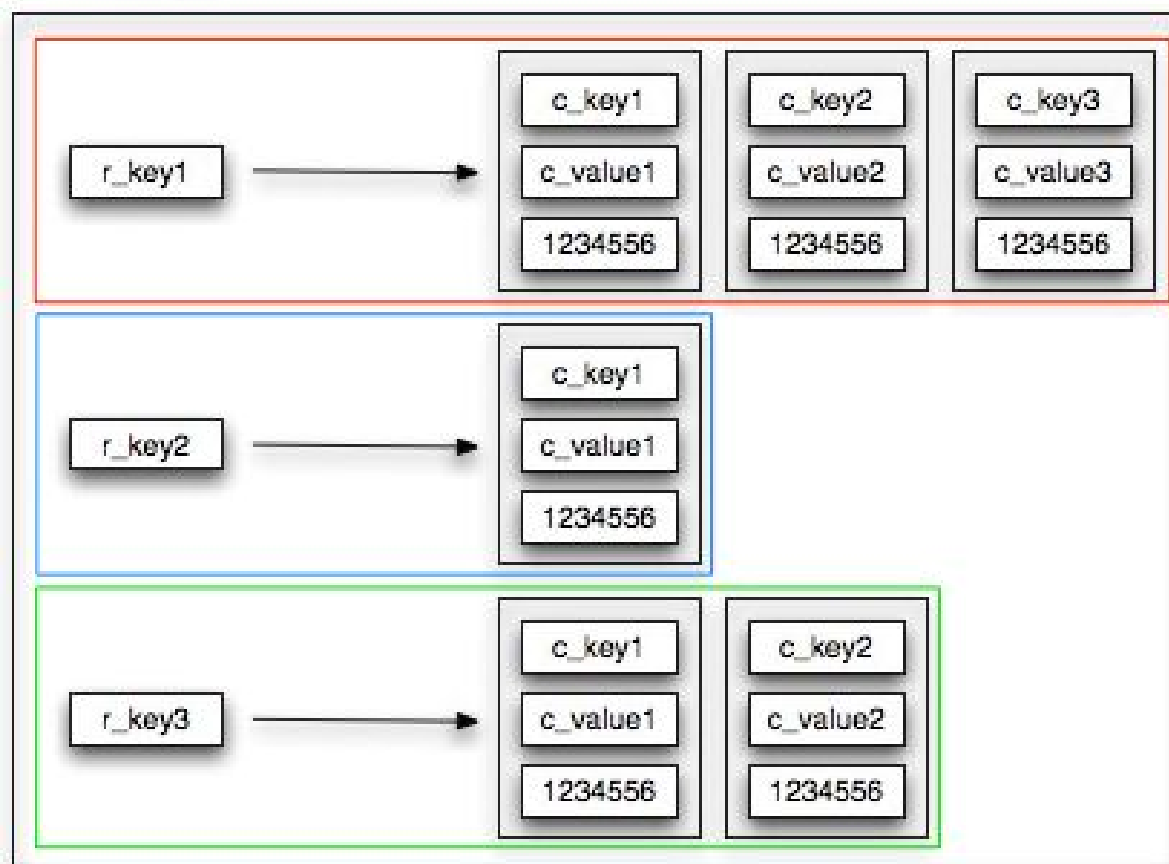 c_key1 c_key2 c_key3
r_key1 c_value1 c_value2 c_value3
1234556 1234556 1234556
c_key1
r_key2 c_value1
1234556
c_key1 c_key2
r_key3 c_value1 c_value2
1234556 1234556